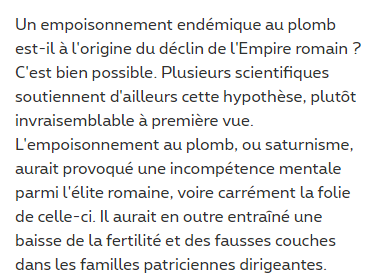 Un empoisonnement endémique au plomb
est-il à l'origine du déclin de l'Empire romain ?
C'est bien possible. Plusieurs scientifiques
soutiennent d'ailleurs cette hypothèse, plutôt
invraisemblable à première vue.
L'empoisonnement au plomb, ou saturnisme,
aurait provoqué une incompétence mentale
parmi l'élite romaine, voire carrément la folie
de celle-ci. Il aurait en outre entraîné une
baisse de la fertilité et des fausses couches
dans les familles patriciennes dirigeantes.